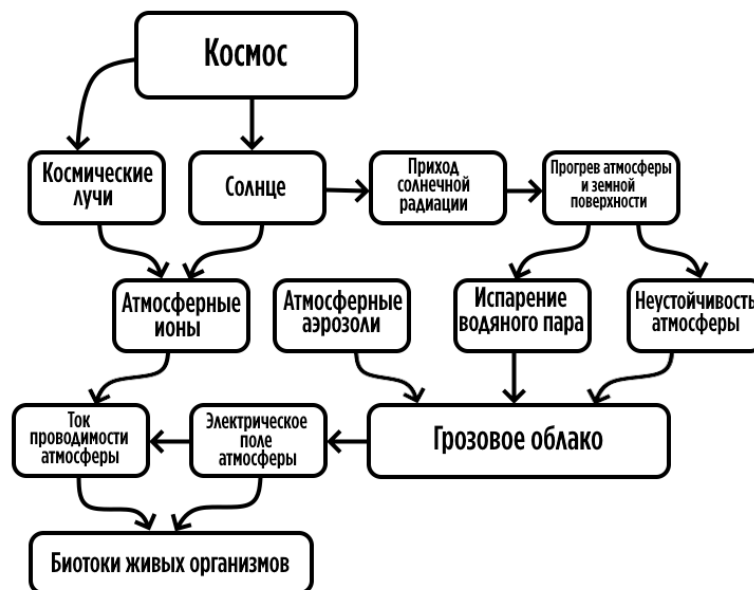 Космос
Космические
лучи
Солнце
Приход
солнечной
радиации
Прогрев атмосферы
и земной
поверхности
Атмосферные
ионы
Атмосферные
аэрозоли
Испарение
водяного пара
Неустойчивость
атмосферы
Ток
проводимости
атмосферы
Электрическое
поле
атмосферы
Грозовое облако
Биотоки живых организмов